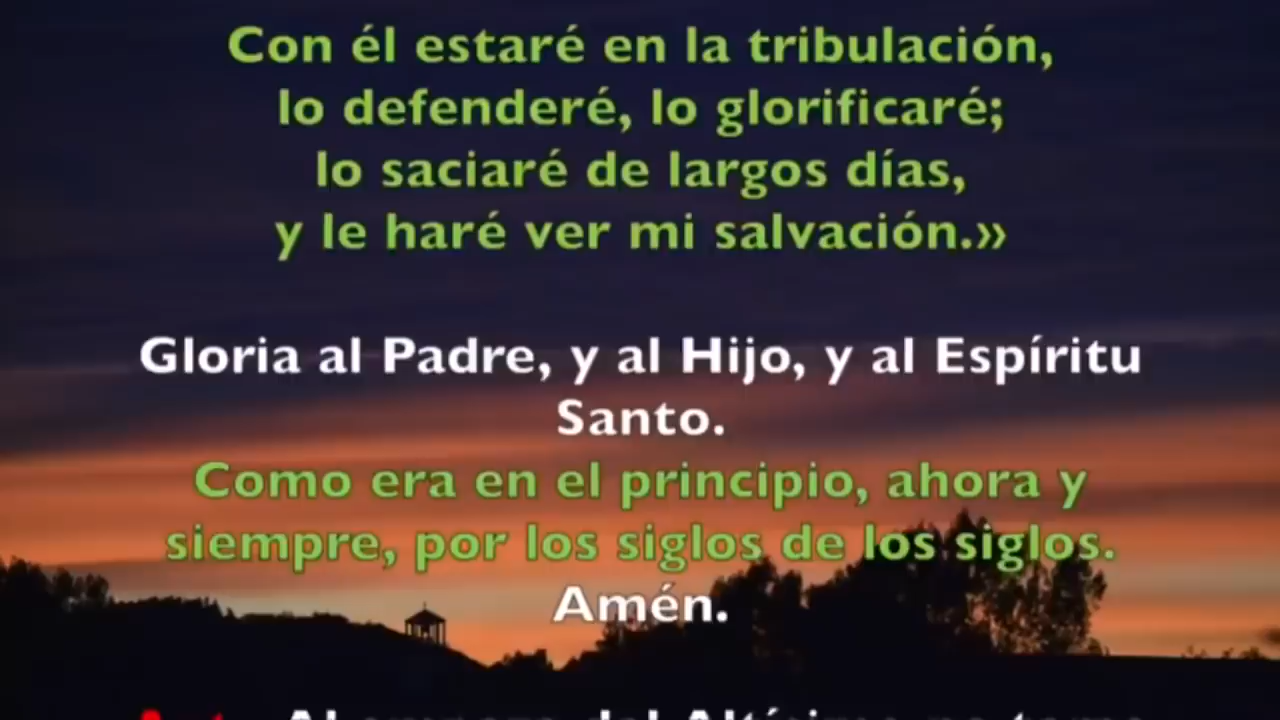 Con él estaré en la tribulación,
lo defenderé, lo glorificaré;
lo saciaré de largos días,
y le haré ver mi salvación.»
Gloria al Padre, y al Hijo, y al Espíritu
Santo.
Como era en el principio, ahora y
siempre, por los siglos de los siglos.
Amén.